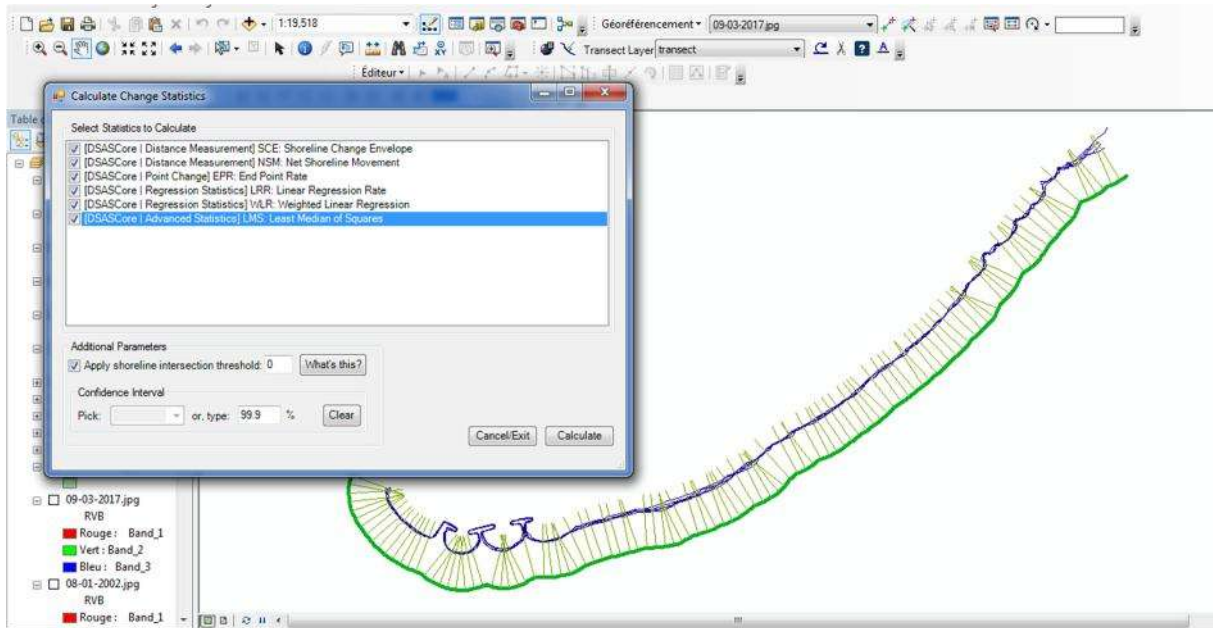 1:19,518
Géoréférencement
09-03-2017.jpg
Transect Layer transect
Éditeur
Calculate Change Statistics
Table
Select Statistics to Calculate
[DSASCore | Distance Measurement] SCE: Shoreline Change Envelope
[DSASCore | Distance Measurement] NSM: Net Shoreline Movement
[DSASCore | Point Change] EPR: End Point Rate
[DSASCore | Regression Statistics] LRR: Linear Regression Rate
[DSASCore | Regression Statistics] WLR: Weighted Linear Regression
[DSASCore | Advanced Statistics] LMS: Least Median of Squares
Additional Parameters
Apply shoreline intersection threshold: 0 What's this?
Confidence Interval
Pick: or, type: 99.9 % Clear
Cancel/Exit Calculate
09-03-2017.jpg
RVB
Rouge : Band_1
Vert : Band_2
Bleu : Band_3
08-01-2002.jpg
RVB
Rouge : Band_1